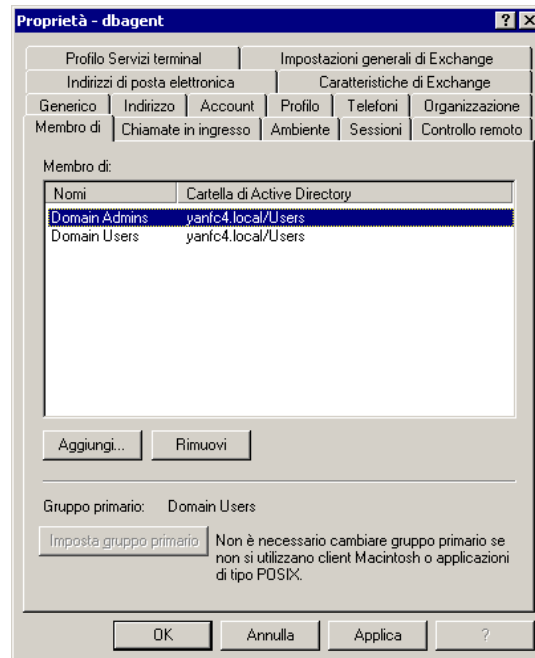 Proprietà - dbagent
Profilo Servizi terminal
Impostazioni generali di Exchange
Indirizzi di posta elettronica
Caratteristiche di Exchange
Generico
Indirizzo
Account
Profilo
Telefoni
Organizzazione
Membro di
Chiamate in ingresso
Ambiente
Sessioni
Controllo remoto
Membro di:
Nomi
Cartella di Active Directory
Domain Admins
yanfc4.local/Users
Domain Users
yanfc4.local/Users
Aggiungi...
Rimuovi
Gruppo primario:
Domain Users
Imposta gruppo primario
Non è necessario cambiare gruppo primario se
non si utilizzano client Macintosh o applicazioni
di tipo POSIX.
OK
Annulla
Applica
?